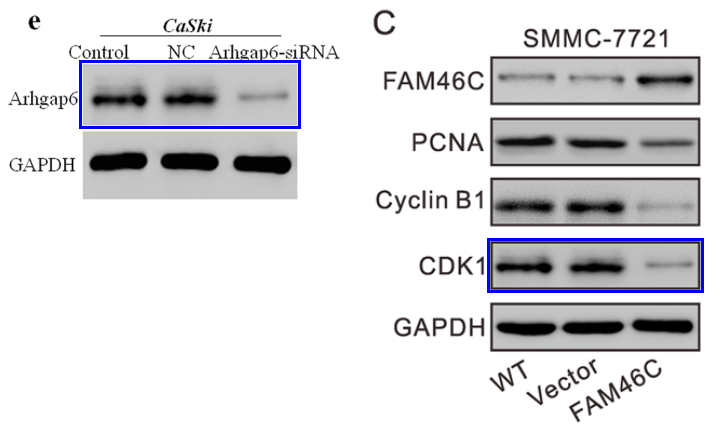 e
CaSki
Control NC Arhgap6-siRNA
Arhgap6
GAPDH
C
SMMC-7721
FAM46C
PCNA
Cyclin B1
CDK1
GAPDH
WT Vector FAM46C